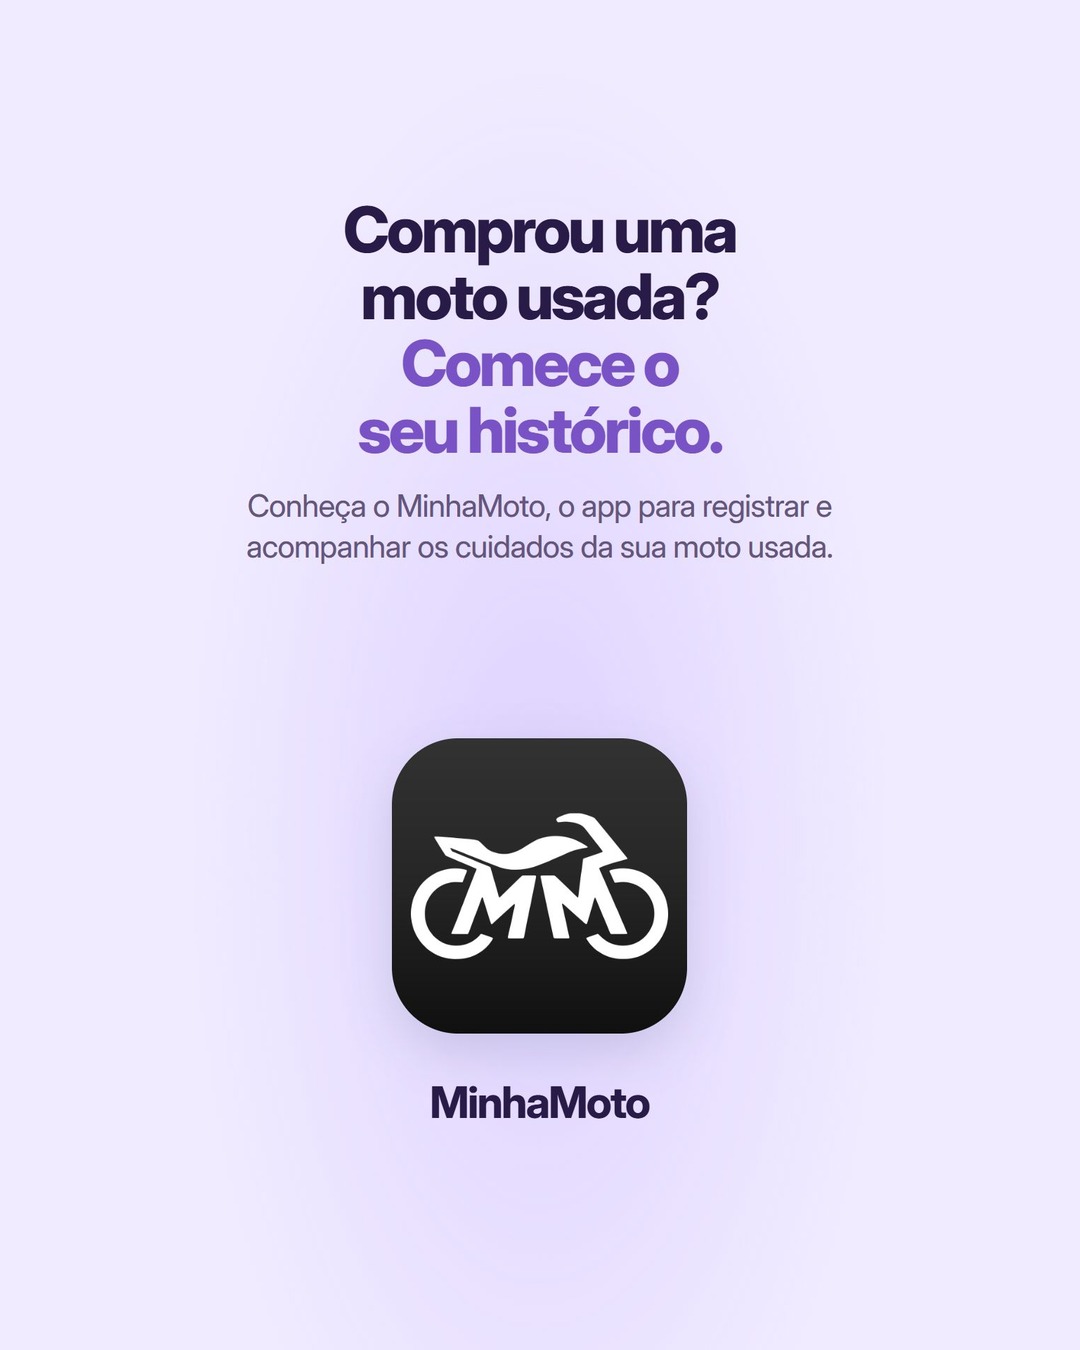 Comprou uma
moto usada?
Comece o
seu histórico.
Conheça o MinhaMoto, o app para registrar e
acompanhar os cuidados da sua moto usada.
MM
MinhaMoto